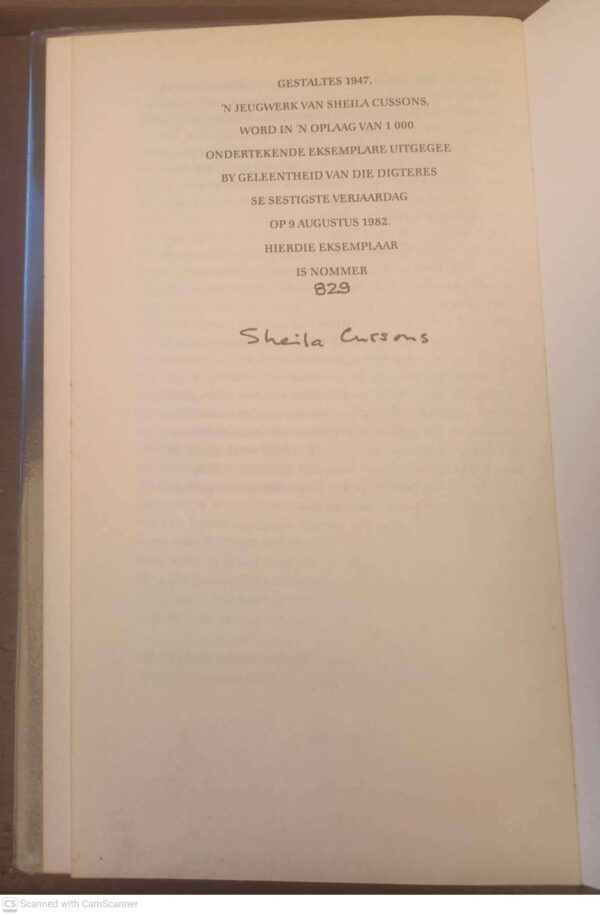 GESTALTES 1947,
'N JEUGWERK VAN SHEILA CUSSONS,
WORD IN 'N OPLAAG VAN 1 000
ONDERTEKENDE EKSEMPLARE UITGEGEE
BY GELEENTHEID VAN DIE DIGTERES
SE SESTIGSTE VERJAARDAG
OP 9 AUGUSTUS 1982.
HIERDIE EKSEMPLAAR
IS NOMMER
829
Sheila Cussons
CS Scanned with CamScanner